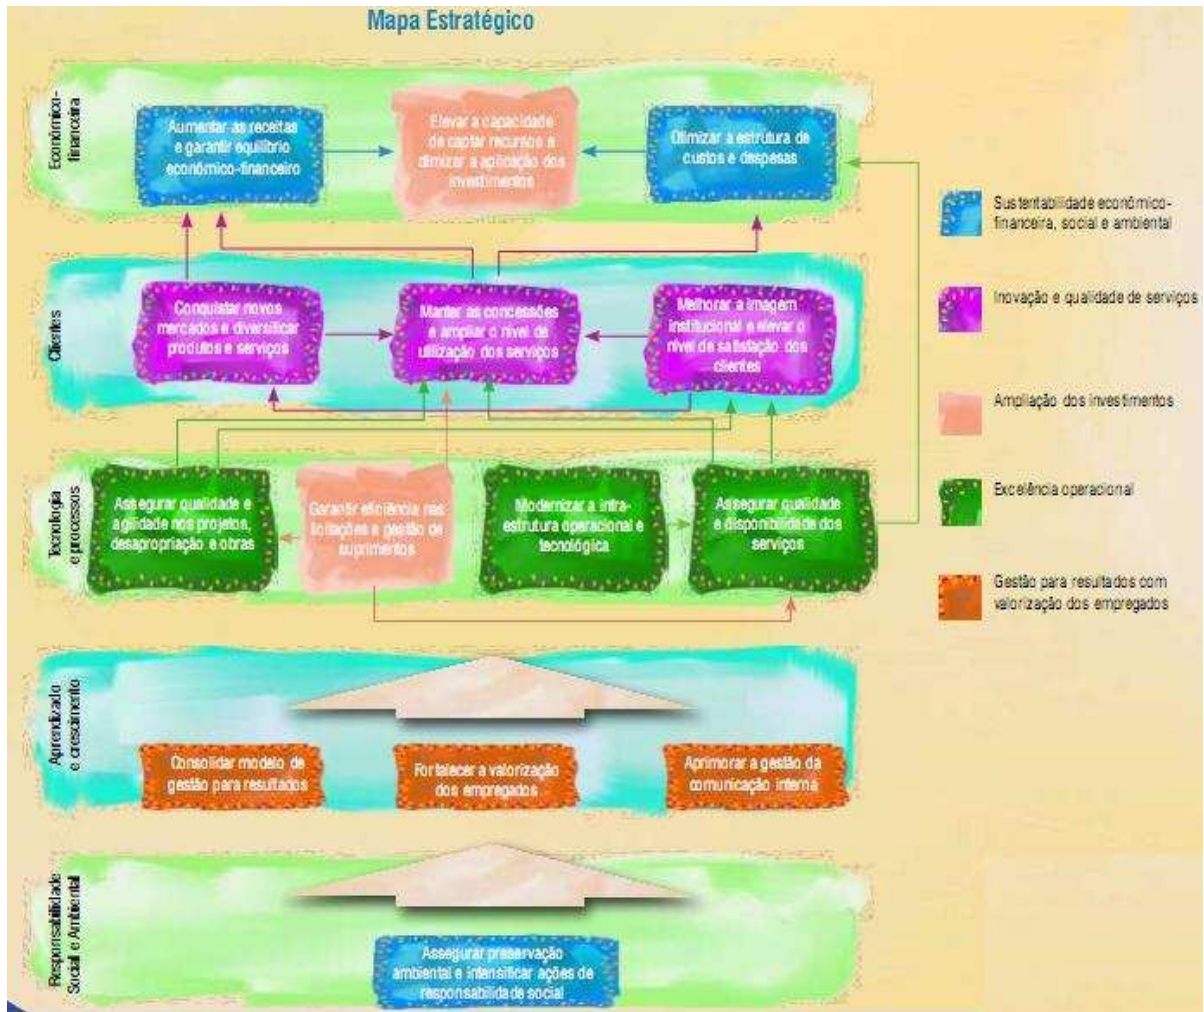 Mapa Estratégico
Econômico-
financeira
Aumentar as receitas
e garantir equilíbrio
econômico-financeiro
Elevar a capacidade
de captar recursos e
otimizar a aplicação dos
investimentos
Otimizar a estrutura de
custos e despesas
Clientes
Conquistar novos
mercados e diversificar
produtos e serviços
Manter as concessões
e ampliar o nível de
utilização dos serviços
Melhorar a imagem
institucional e elevar o
nível de satisfação dos
clientes
Tecnologia
e processos
Assegurar qualidade e
agilidade nos projetos,
desapropriação e obras
Garantir eficiência nas
licitações e gestão de
suprimentos
Modernizar a infra-
estrutura operacional e
tecnológica
Assegurar qualidade
e disponibilidade dos
serviços
Aprendizado
e crescimento
Consolidar modelo de
gestão para resultados
Fortalecer a valorização
dos empregados
Aprimorar a gestão da
comunicação interna
Responsabilidade
Social e Ambiental
Assegurar preservação
ambiental e intensificar ações de
responsabilidade social
Sustentabilidade econômico-
financeira, social e ambiental
Inovação e qualidade de serviços
Ampliação dos investimentos
Excelência operacional
Gestão para resultados com
valorização dos empregados